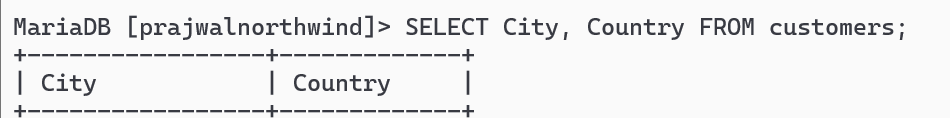 MariaDB [prajwalnorthwind]> SELECT City, Country FROM customers;
+-----------------+-------------+
| City            | Country     |
+-----------------+-------------+